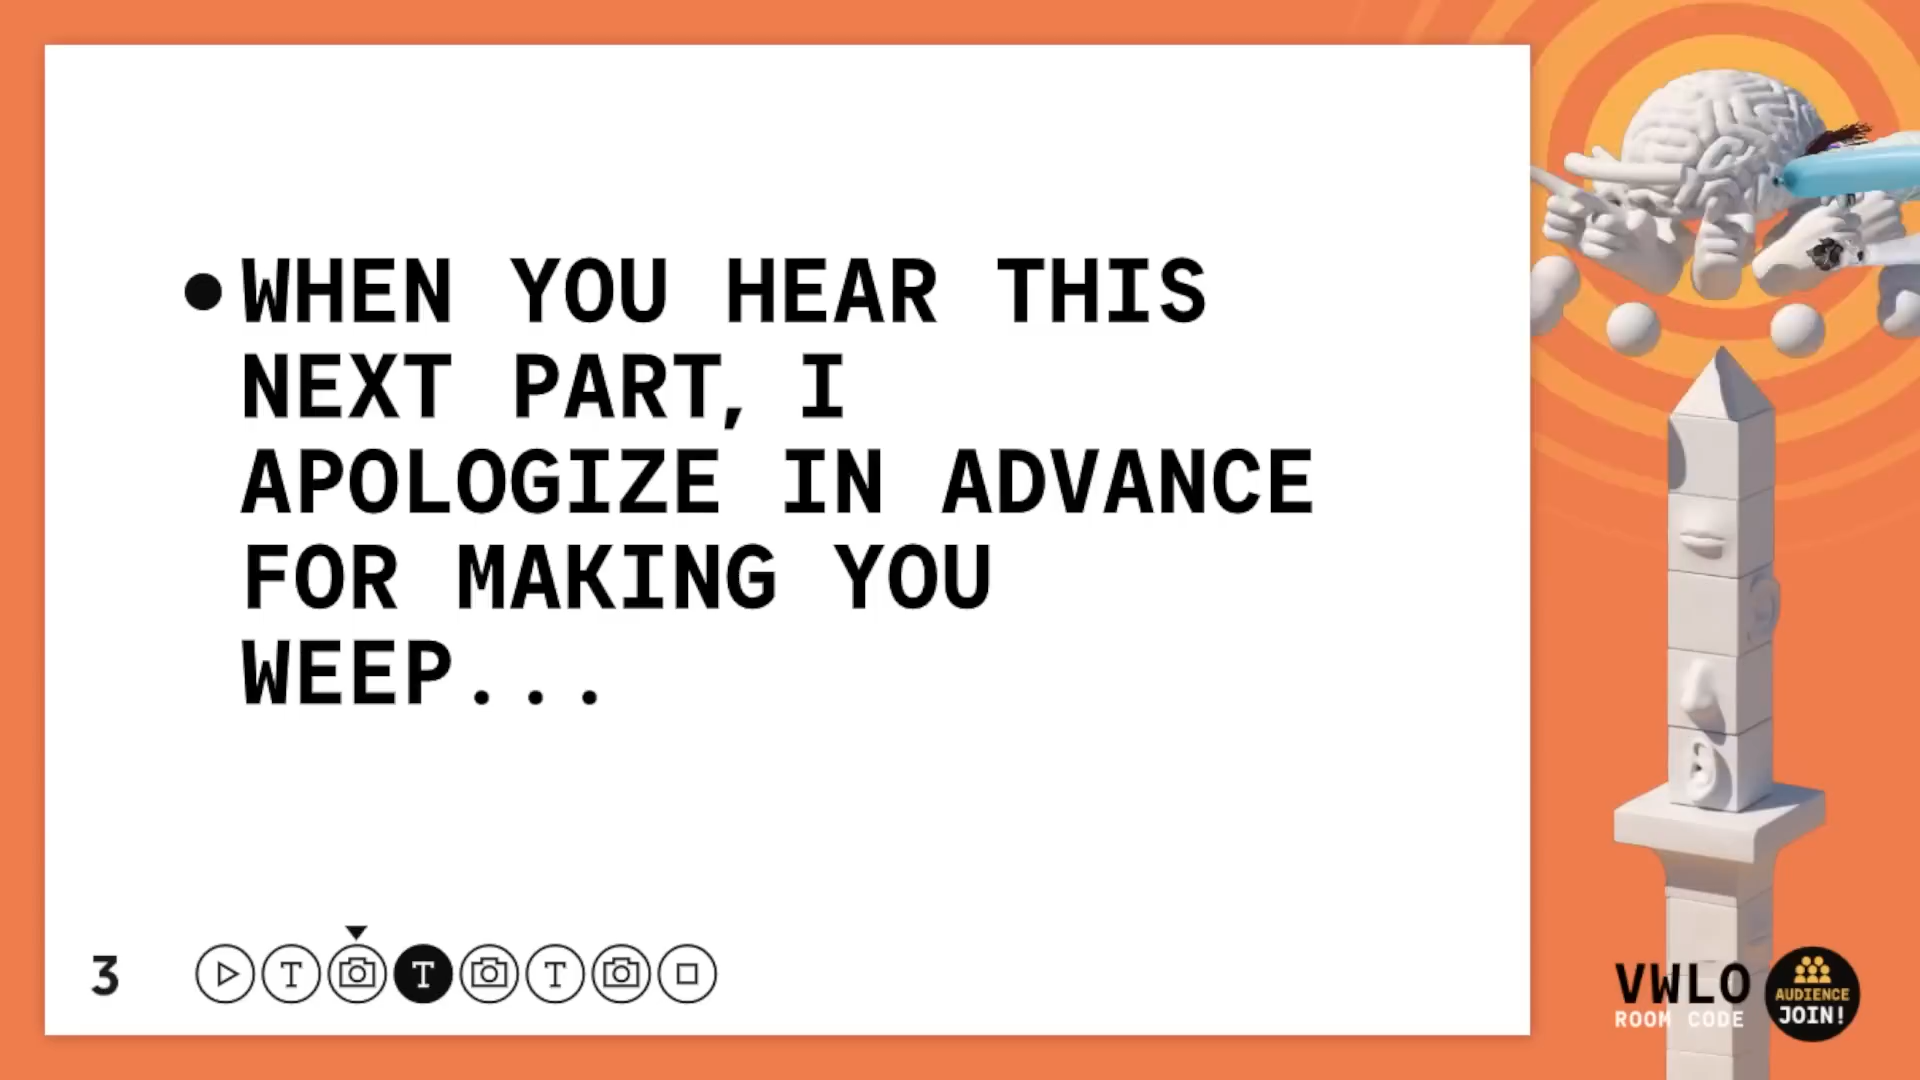 • WHEN YOU HEAR THIS
NEXT PART, I
APOLOGIZE IN ADVANCE
FOR MAKING YOU
WEEP...
3
T
T
T
VWLO
ROOM CODE
AUDIENCE
JOIN!